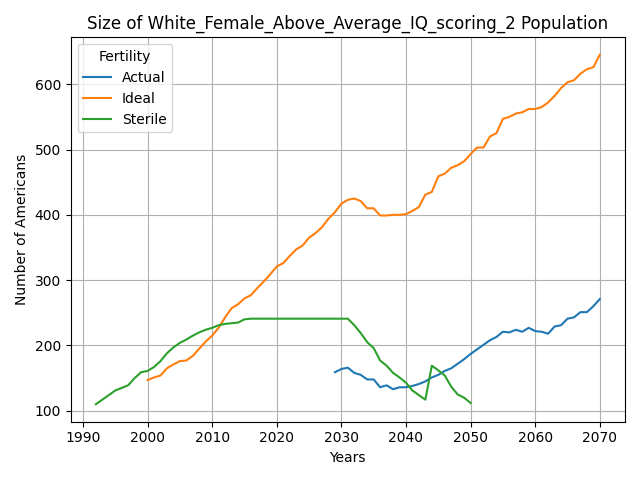 Size of White_Female_Above_Average_IQ_scoring_2 Population
Fertility
Actual
Ideal
Sterile
Number of Americans
600
500
400
300
200
100
1990 2000 2010 2020 2030 2040 2050 2060 2070
Years